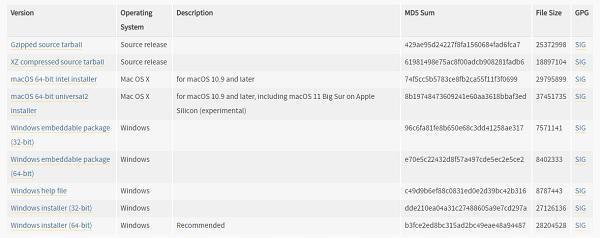 Version Operating System Description MD5 Sum File Size GPG
Gzipped source tarball Source release 429ae95d24227f8fa1560684fad6fca7 25372998 SIG
XZ compressed source tarball Source release 61981498e75ac8f00adcb908281fadb6 18897104 SIG
macOS 64-bit Intel installer Mac OS X for macOS 10.9 and later 74f5cc5b5783ce8fb2ca55f11f3f0699 29795899 SIG
macOS 64-bit universal2 installer Mac OS X for macOS 10.9 and later, including macOS 11 Big Sur on Apple Silicon (experimental) 8b19748473609241e60aa3618bbaf3ed 37451735 SIG
Windows embeddable package (32-bit) Windows 96c6fa81fe8b650e68c3dd41258ae317 7571141 SIG
Windows embeddable package (64-bit) Windows e70e5c22432d8f57a497cde5ec2e5ce2 8402333 SIG
Windows help file Windows c49d9b6ef88c0831ed0e2d39bc42b316 8787443 SIG
Windows installer (32-bit) Windows dde210ea04a31c27488605a9e7cd297a 27126136 SIG
Windows installer (64-bit) Windows Recommended b3fce2ed8bc315ad2bc49eae48a94487 28204528 SIG